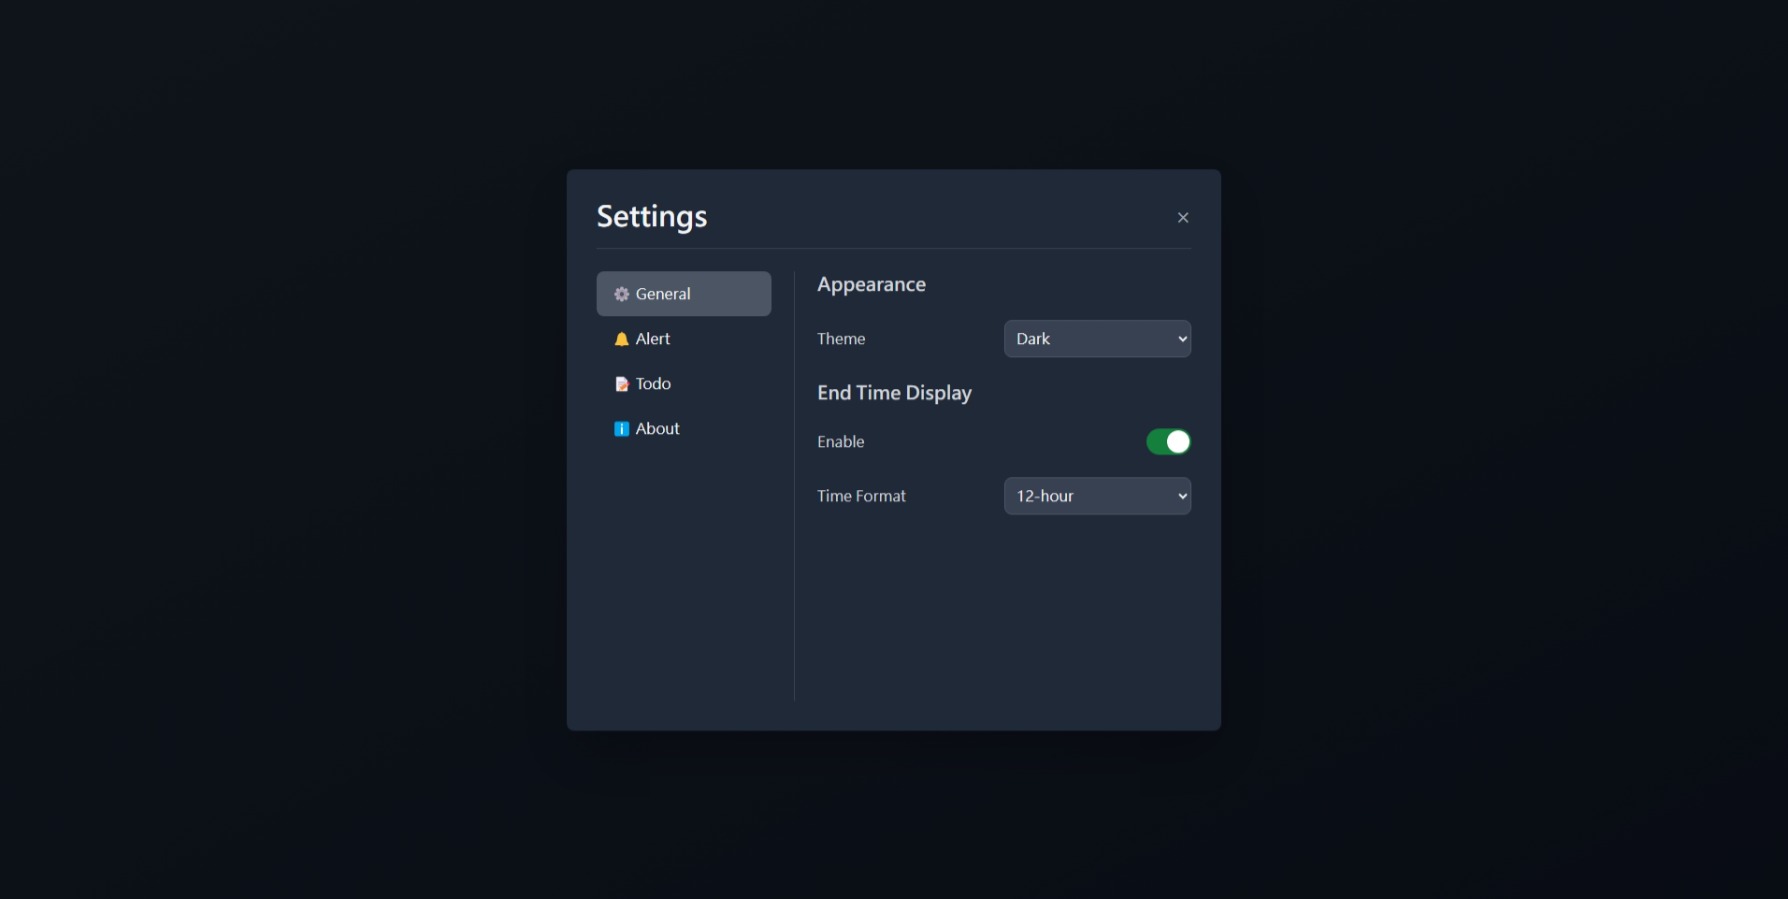 Settings
×
General
Alert
Todo
About
Appearance
Theme
Dark
End Time Display
Enable
Time Format
12-hour